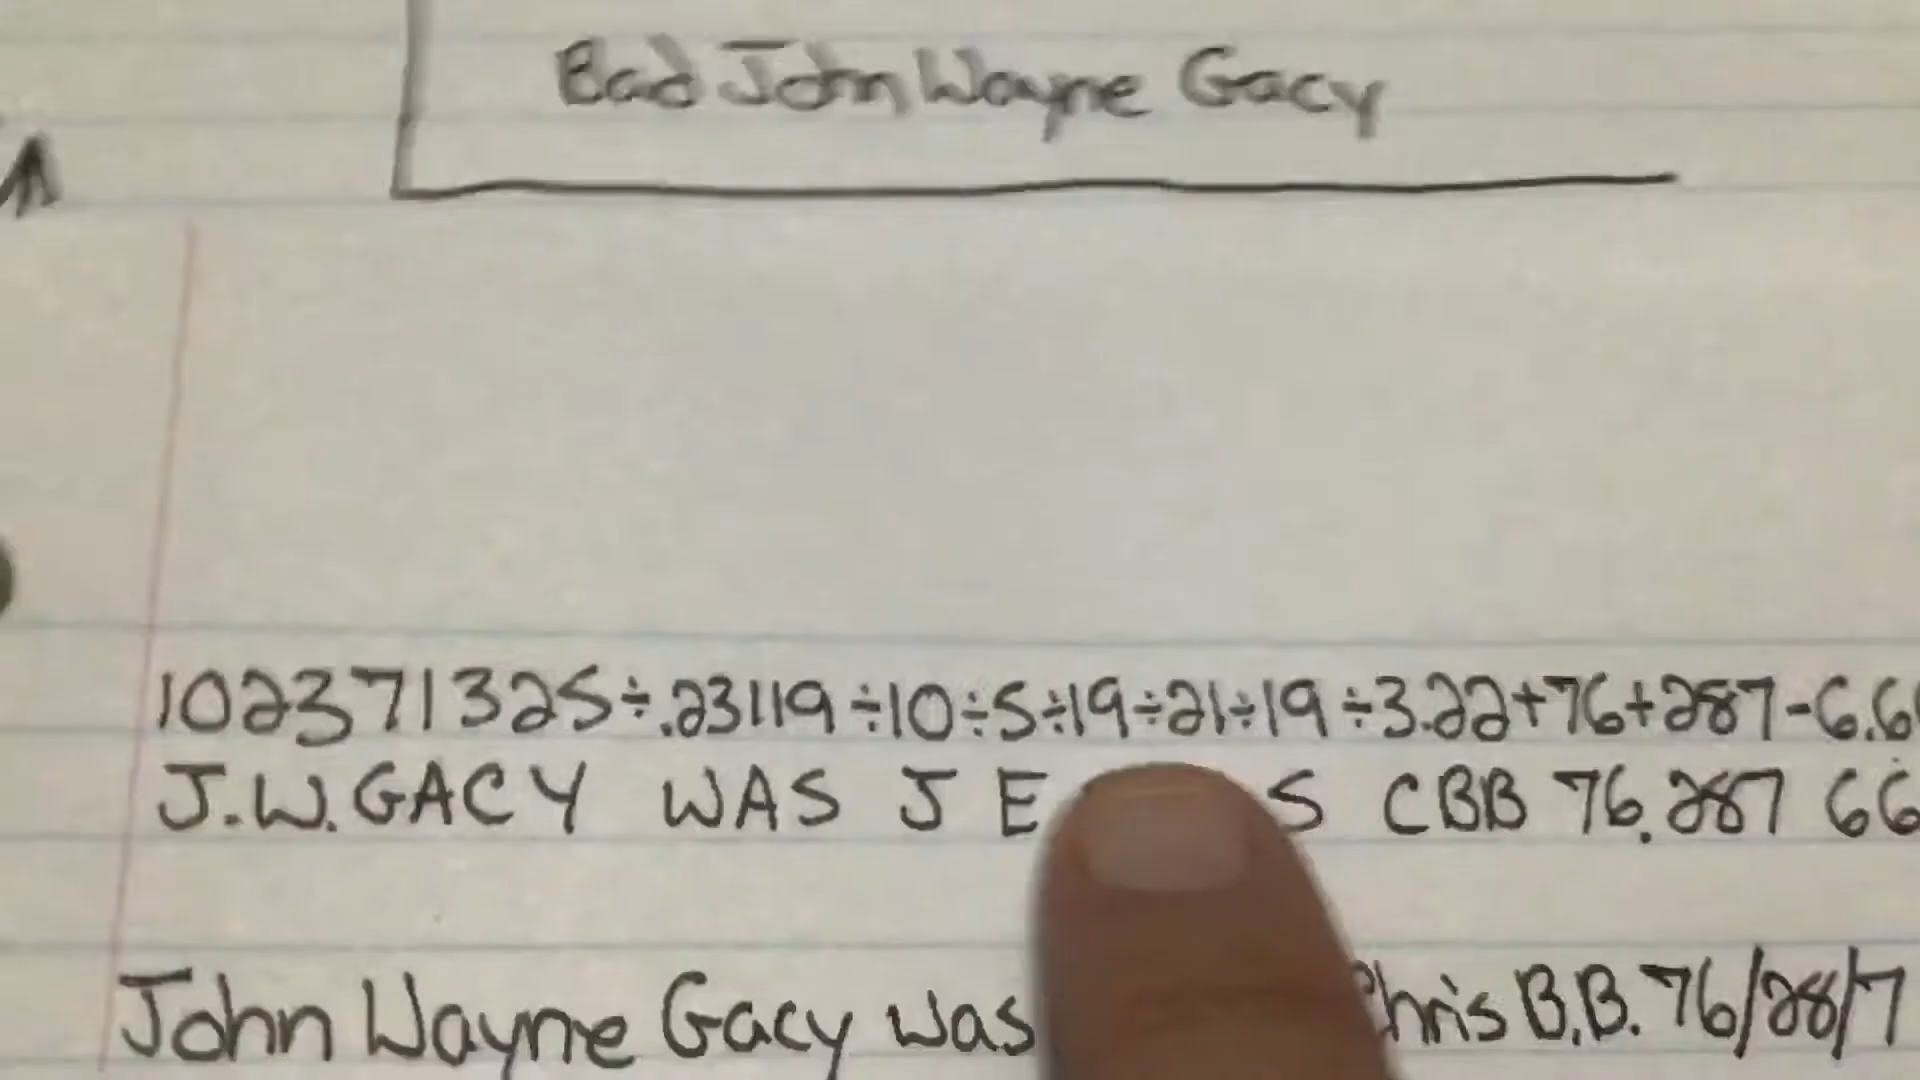 Bad John Wayne Gacy
102371325÷.23119÷10÷5÷19÷21÷19÷3.22+76+287-6.6
J.W.GACY WAS J E S CBB 76.287 66
John Wayne Gacy was Chris B.B. 76/28/7